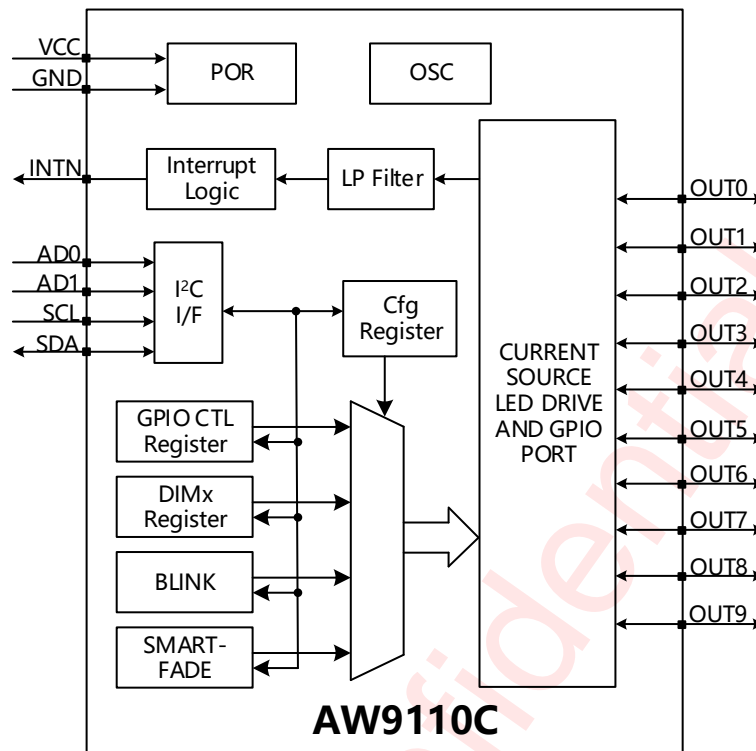 VCC
GND
POR
OSC
INTN
Interrupt
Logic
LP Filter
OUT0
OUT1
OUT2
OUT3
OUT4
OUT5
OUT6
OUT7
OUT8
OUT9
AD0
AD1
SCL
SDA
I²C
I/F
Cfg
Register
CURRENT
SOURCE
LED DRIVE
AND GPIO
PORT
GPIO CTL
Register
DIMx
Register
BLINK
SMART-
FADE
AW9110C
nfidential